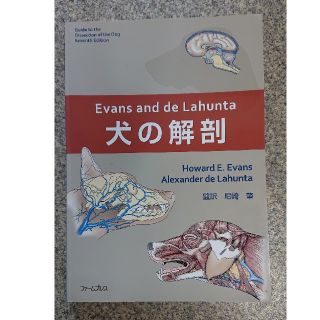 Guide to the
Dissection of the Dog
Seventh Edition
Evans and de Lahunta
犬の解剖
Howard E. Evans
Alexander de Lahunta
監訳 尼崎 肇
ファームプレス